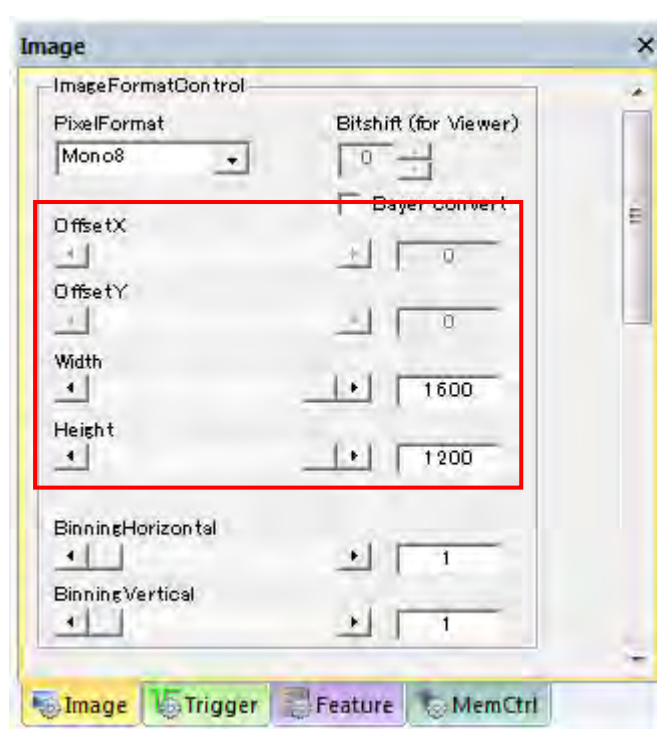 Image
ImageFormatControl
PixelFormat Bitshift (for Viewer)
Mono8 0
Bayer convert
OffsetX
0
OffsetY
0
Width
1600
Height
1200
BinningHorizontal
1
BinningVertical
1
Image Trigger Feature MemCtrl